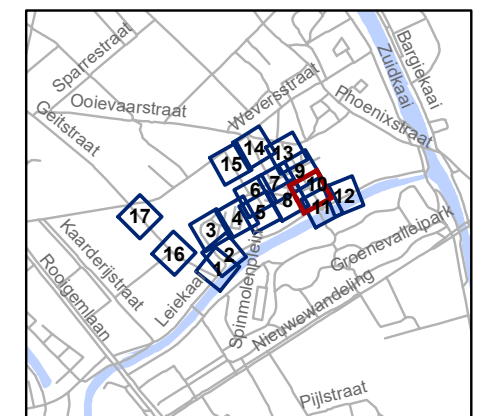 Sparrestraat
Bargiekaai
Zuidkaai
Weversstraat
Ooievaarstraat
Phoenixstraat
Geitstraat
14
13
15
9
7
10
6
12
17
8
11
5
4
3
Groenevalleipark
Kaarderijstraat
16
2
1
Rooigemlaan
Leiekaai
Spinmolenplein
Nieuwewandeling
Pijlstraat